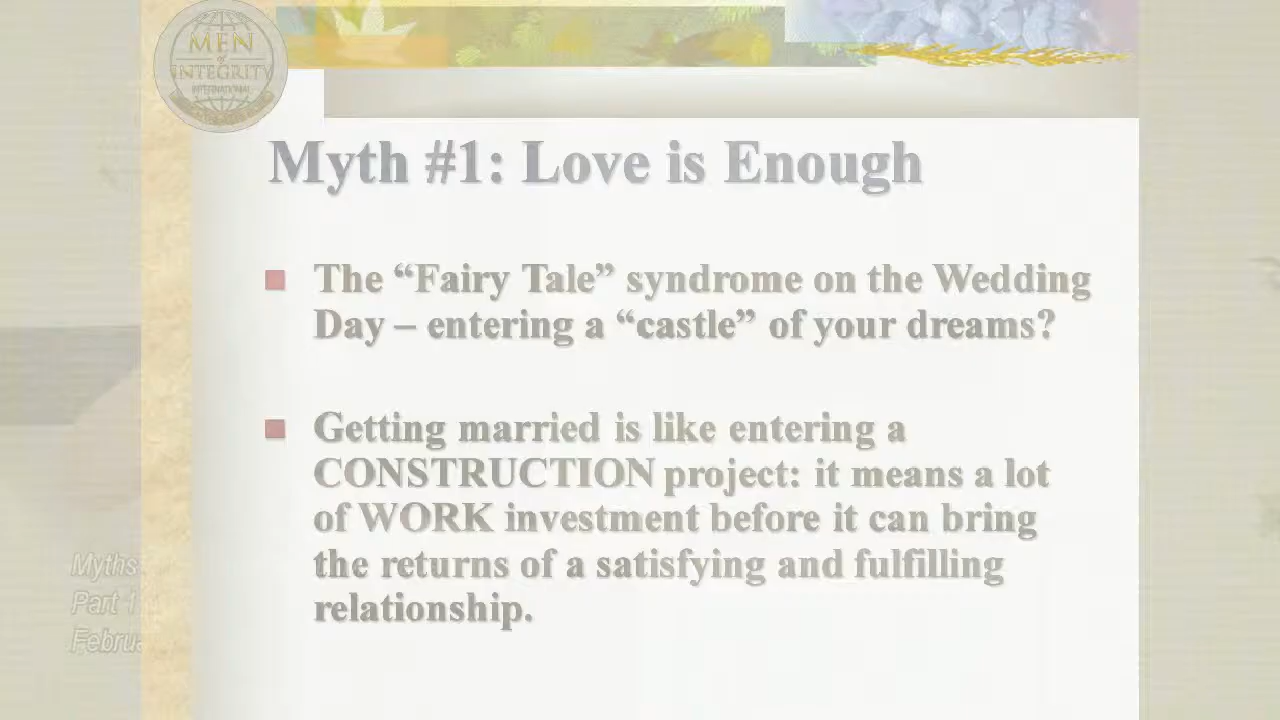 MEN
of
INTEGRITY
INTERNATIONAL
Myth #1: Love is Enough
The “Fairy Tale” syndrome on the Wedding
Day – entering a “castle” of your dreams?
Getting married is like entering a
CONSTRUCTION project: it means a lot
of WORK investment before it can bring
the returns of a satisfying and fulfilling
relationship.
Myths
Part 1